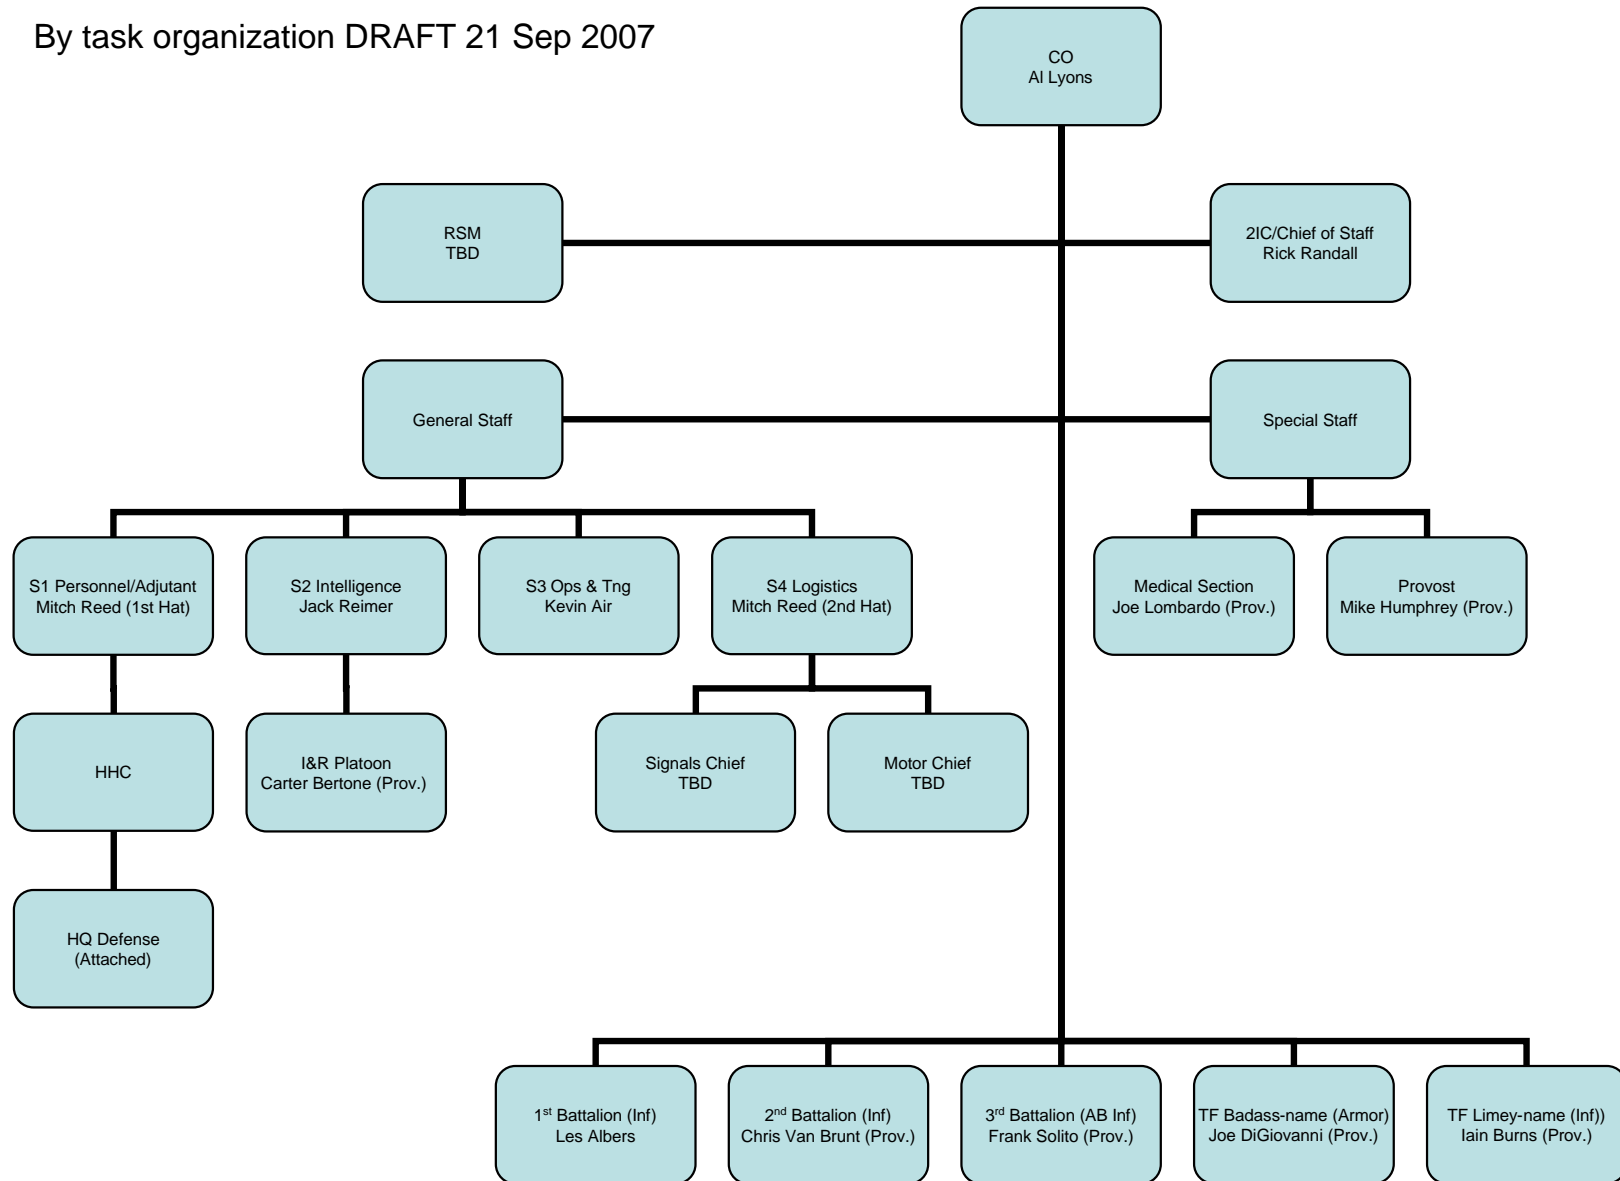 By task organization DRAFT 21 Sep 2007
CO
Al Lyons
RSM
TBD
2IC/Chief of Staff
Rick Randall
General Staff
Special Staff
S1 Personnel/Adjutant
Mitch Reed (1st Hat)
S2 Intelligence
Jack Reimer
S3 Ops & Tng
Kevin Air
S4 Logistics
Mitch Reed (2nd Hat)
Medical Section
Joe Lombardo (Prov.)
Provost
Mike Humphrey (Prov.)
HHC
I&R Platoon
Carter Bertone (Prov.)
Signals Chief
TBD
Motor Chief
TBD
HQ Defense
(Attached)
1st Battalion (Inf)
Les Albers
2nd Battalion (Inf)
Chris Van Brunt (Prov.)
3rd Battalion (AB Inf)
Frank Solito (Prov.)
TF Badass-name (Armor)
Joe DiGiovanni (Prov.)
TF Limey-name (Inf))
Iain Burns (Prov.)